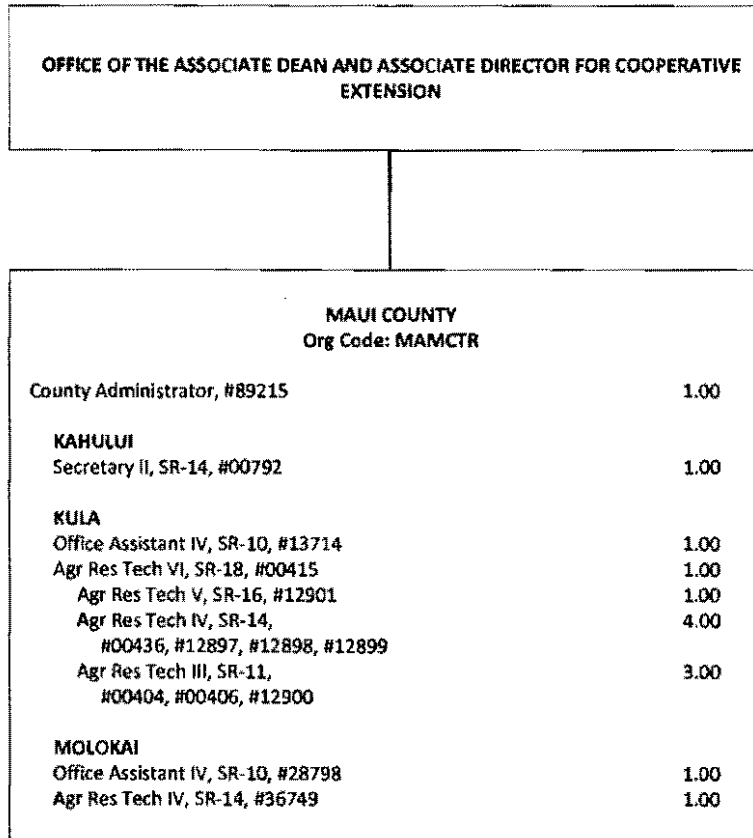 OFFICE OF THE ASSOCIATE DEAN AND ASSOCIATE DIRECTOR FOR COOPERATIVE
EXTENSION
MAUI COUNTY
Org Code: MAMCTR
County Administrator, #89215 1.00
KAHULUI
Secretary II, SR-14, #00792 1.00
KULA
Office Assistant IV, SR-10, #13714 1.00
Agr Res Tech VI, SR-18, #00415 1.00
Agr Res Tech V, SR-16, #12901 1.00
Agr Res Tech IV, SR-14, 4.00
#00436, #12897, #12898, #12899
Agr Res Tech III, SR-11, 3.00
#00404, #00406, #12900
MOLOKAI
Office Assistant IV, SR-10, #28798 1.00
Agr Res Tech IV, SR-14, #36749 1.00